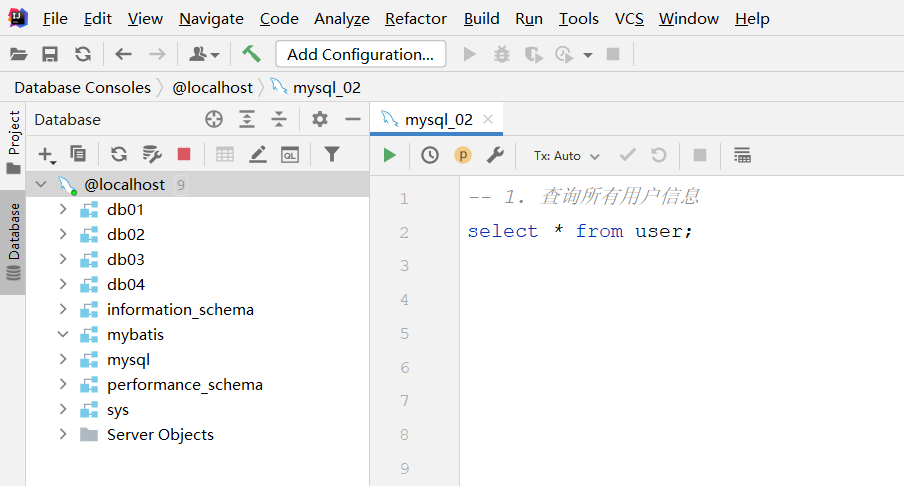 File Edit View Navigate Code Analyze Refactor Build Run Tools VCS Window Help
Add Configuration...
Database Consoles @localhost mysql_02
Project
Database
Database
mysql_02
QL
p
Tx: Auto
@localhost 9
db01
db02
db03
db04
information_schema
mybatis
mysql
performance_schema
sys
Server Objects
1 -- 1. 查询所有用户信息
2 select * from user;
3
4
5
6
7
8
9